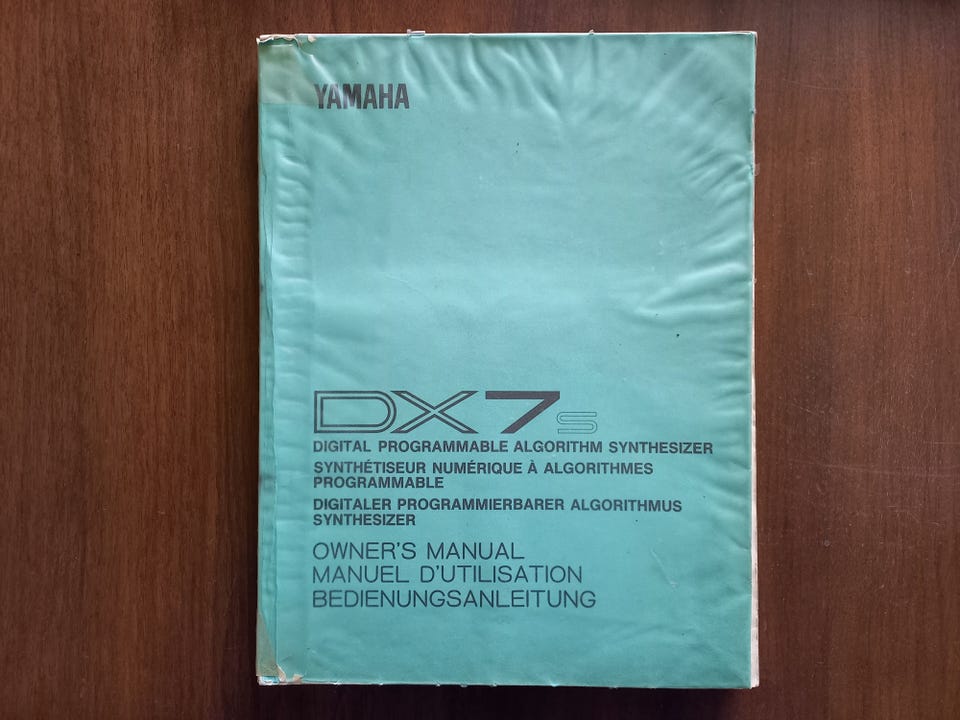 YAMAHA
DX7s
DIGITAL PROGRAMMABLE ALGORITHM SYNTHESIZER
SYNTHÉTISEUR NUMÉRIQUE À ALGORITHMES
PROGRAMMABLE
DIGITALER PROGRAMMIERBARER ALGORITHMUS
SYNTHESIZER
OWNER'S MANUAL
MANUEL D'UTILISATION
BEDIENUNGSANLEITUNG